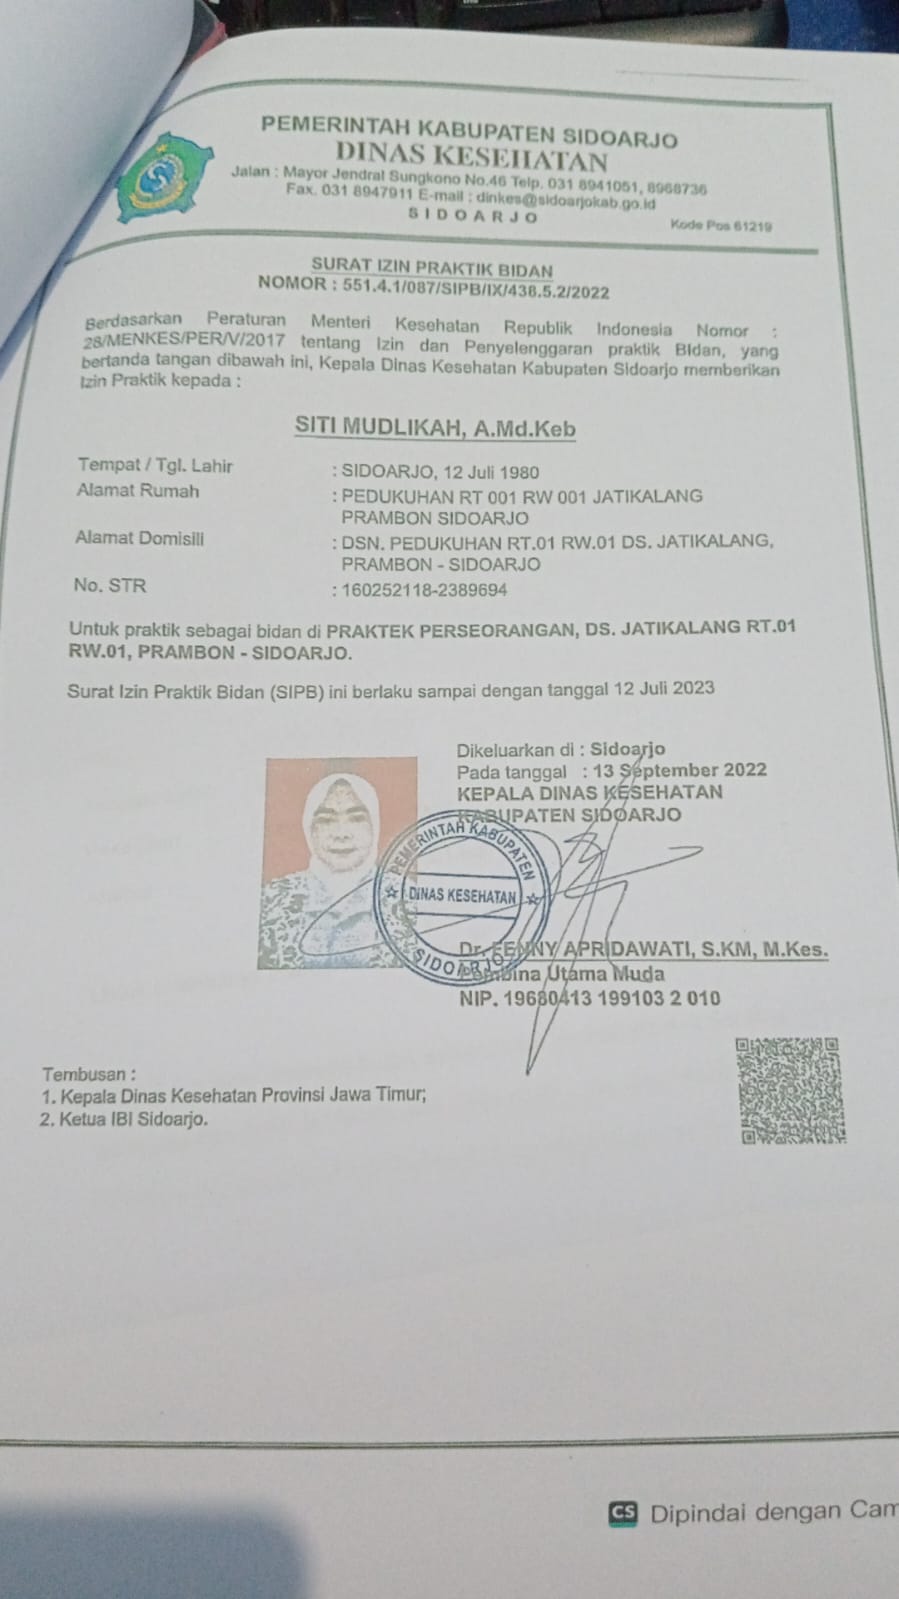 PEMERINTAH KABUPATEN SIDOARJO
DINAS KESEHATAN
Jalan : Mayor Jendral Sungkono No.46 Telp. 031 8941051, 8968736
Fax. 031 8947911 E-mail : dinkes@sidoarjokab.go.id
SIDOARJO
Kode Pos 61219
SURAT IZIN PRAKTIK BIDAN
NOMOR : 551.4.1/087/SIPB/IX/438.5.2/2022
Berdasarkan Peraturan Menteri Kesehatan Republik Indonesia Nomor :
28/MENKES/PER/V/2017 tentang Izin dan Penyelenggaran praktik Bidan, yang
bertanda tangan dibawah ini, Kepala Dinas Kesehatan Kabupaten Sidoarjo memberikan
Izin Praktik kepada :
SITI MUDLIKAH, A.Md.Keb
Tempat / Tgl. Lahir : SIDOARJO, 12 Juli 1980
Alamat Rumah : PEDUKUHAN RT 001 RW 001 JATIKALANG
PRAMBON SIDOARJO
Alamat Domisili : DSN. PEDUKUHAN RT.01 RW.01 DS. JATIKALANG,
PRAMBON - SIDOARJO
No. STR : 160252118-2389694
Untuk praktik sebagai bidan di PRAKTEK PERSEORANGAN, DS. JATIKALANG RT.01
RW.01, PRAMBON - SIDOARJO.
Surat Izin Praktik Bidan (SIPB) ini berlaku sampai dengan tanggal 12 Juli 2023
Dikeluarkan di : Sidoarjo
Pada tanggal : 13 September 2022
KEPALA DINAS KESEHATAN
KABUPATEN SIDOARJO
PEMERINTAH KABUPATEN
DINAS KESEHATAN
SIDOARJO
Dr. FENNY APRIDAWATI, S.KM, M.Kes.
Pembina Utama Muda
NIP. 19680413 199103 2 010
Tembusan :
1. Kepala Dinas Kesehatan Provinsi Jawa Timur;
2. Ketua IBI Sidoarjo.
CS Dipindai dengan Cam